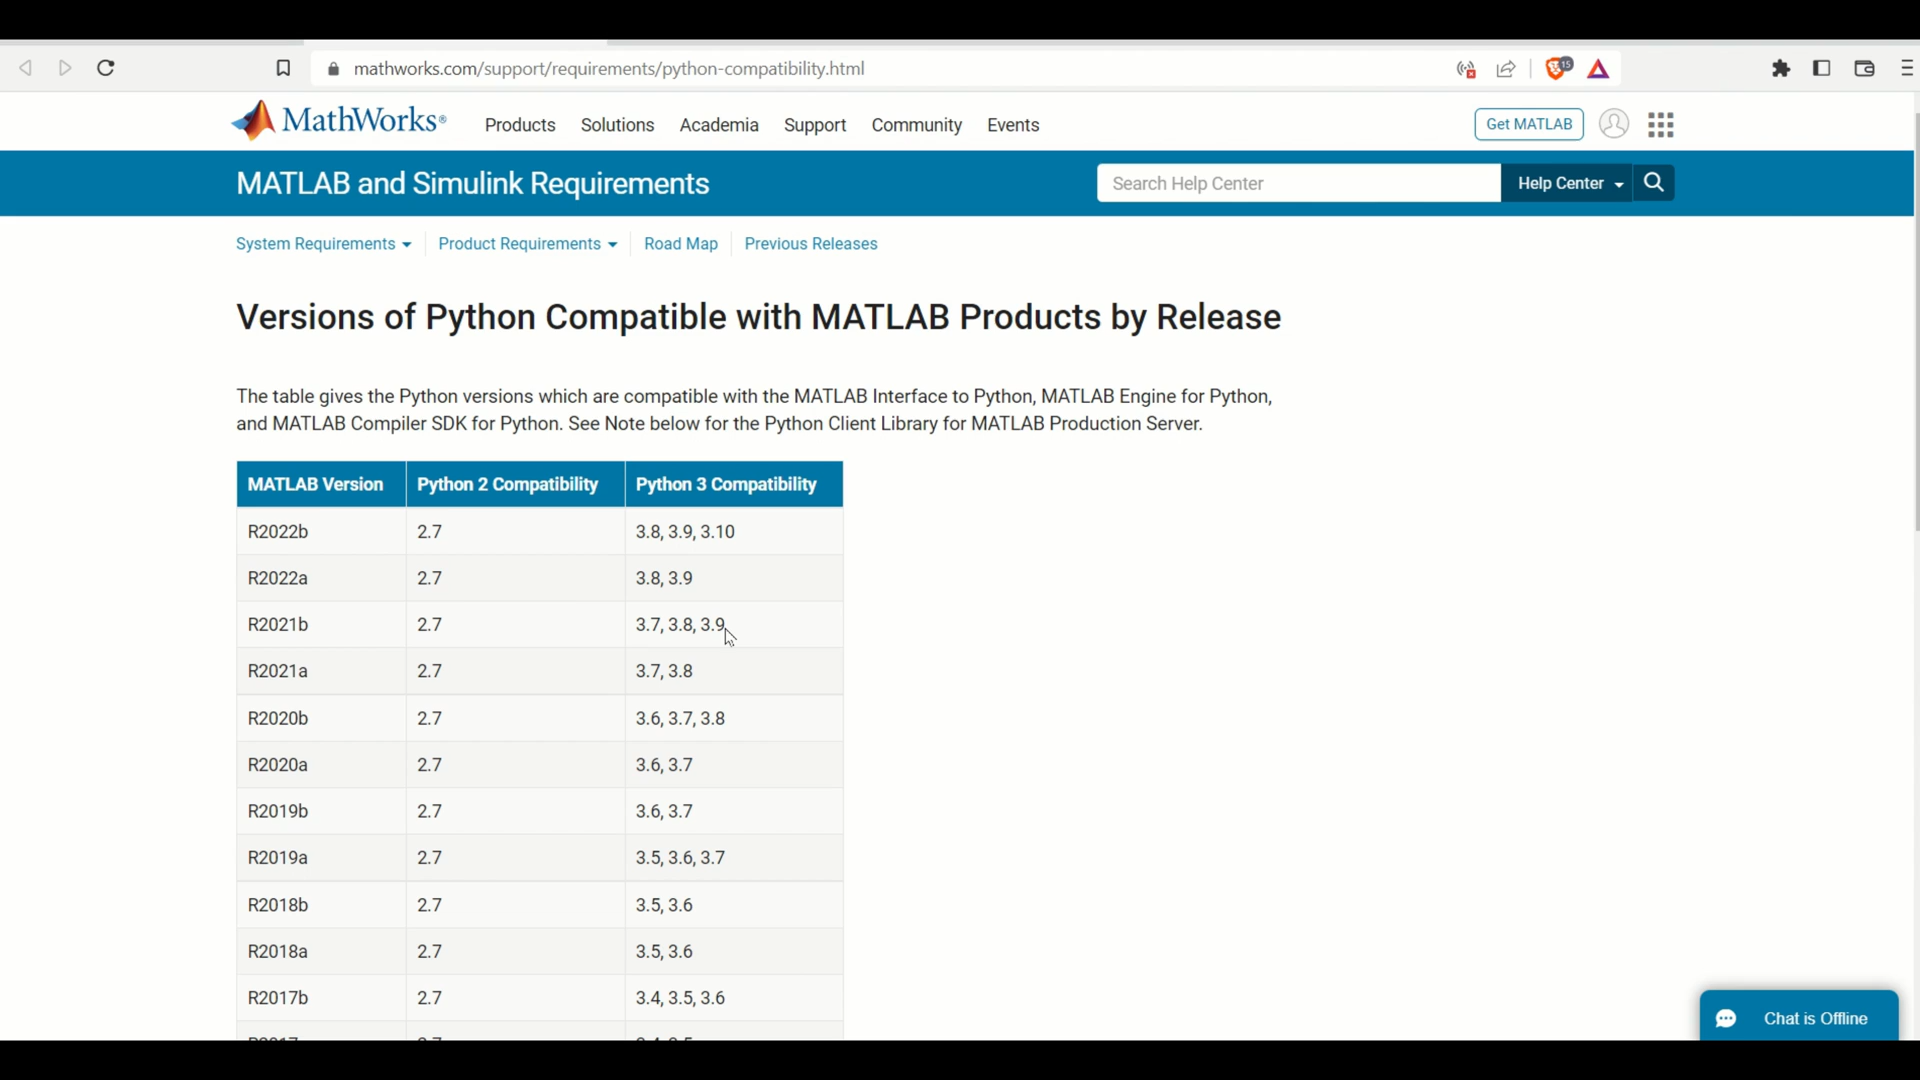 mathworks.com/support/requirements/python-compatibility.html
15
MathWorks®
Products Solutions Academia Support Community Events
Get MATLAB
MATLAB and Simulink Requirements
Search Help Center
Help Center
System Requirements Product Requirements Road Map Previous Releases
Versions of Python Compatible with MATLAB Products by Release
The table gives the Python versions which are compatible with the MATLAB Interface to Python, MATLAB Engine for Python,
and MATLAB Compiler SDK for Python. See Note below for the Python Client Library for MATLAB Production Server.
MATLAB Version Python 2 Compatibility Python 3 Compatibility
R2022b 2.7 3.8, 3.9, 3.10
R2022a 2.7 3.8, 3.9
R2021b 2.7 3.7, 3.8, 3.9
R2021a 2.7 3.7, 3.8
R2020b 2.7 3.6, 3.7, 3.8
R2020a 2.7 3.6, 3.7
R2019b 2.7 3.6, 3.7
R2019a 2.7 3.5, 3.6, 3.7
R2018b 2.7 3.5, 3.6
R2018a 2.7 3.5, 3.6
R2017b 2.7 3.4, 3.5, 3.6
Chat is Offline